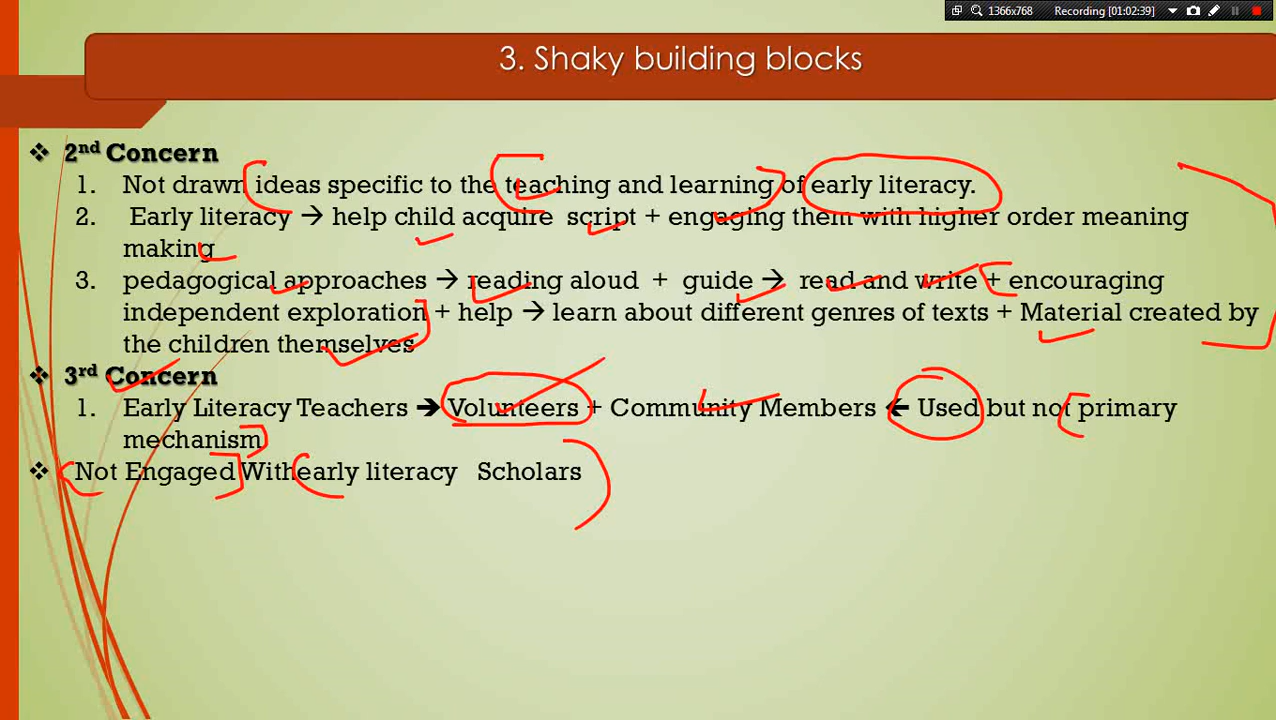 1366x768 Recording [01:02:39]
3. Shaky building blocks
❖ 2nd Concern
1. Not drawn ideas specific to the teaching and learning of early literacy.
2. Early literacy → help child acquire script + engaging them with higher order meaning
making
3. pedagogical approaches → reading aloud + guide → read and write + encouraging
independent exploration + help → learn about different genres of texts + Material created by
the children themselves
❖ 3rd Concern
1. Early Literacy Teachers → Volunteers + Community Members ← Used but not primary
mechanism
❖ Not Engaged Withearly literacy Scholars